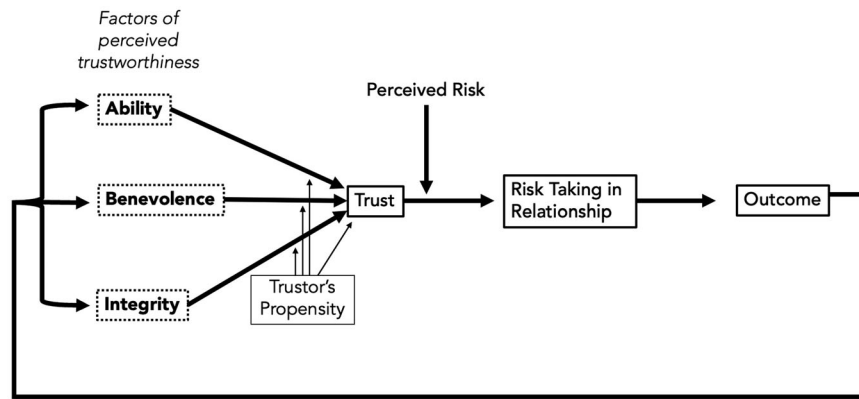 Factors of
perceived
trustworthiness
Perceived Risk
Ability
Benevolence
Trust
Risk Taking in
Relationship
Outcome
Integrity
Trustor's
Propensity